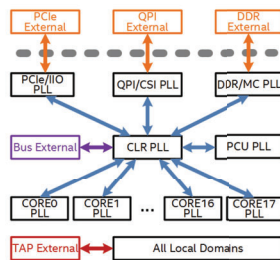 PCIe
External
QPI
External
DDR
External
PCIe/IIO
PLL
QPI/CSI PLL
DDR/MC PLL
Bus External
CLR PLL
PCU PLL
CORE0
PLL
CORE1
PLL
...
CORE16
PLL
CORE17
PLL
TAP External
All Local Domains